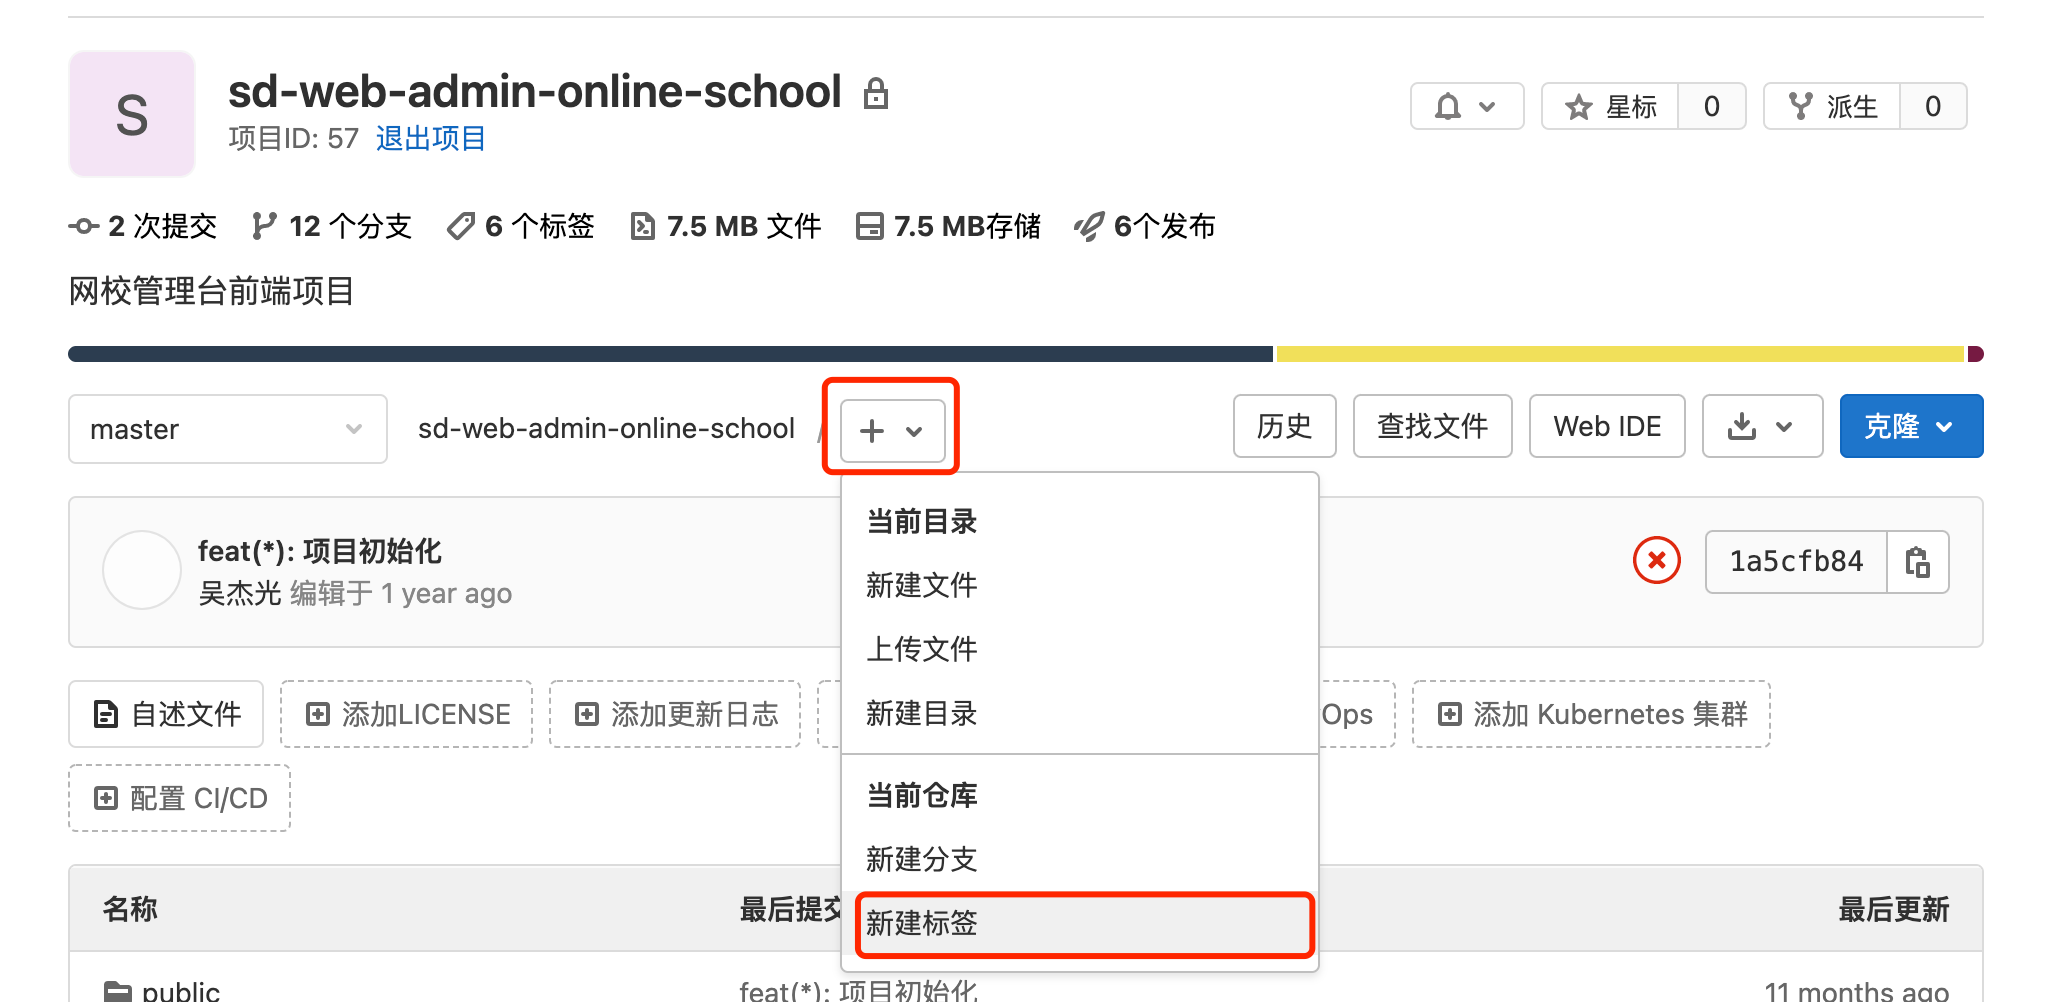 S
sd-web-admin-online-school
项目ID: 57 退出项目
星标 0
派生 0
2 次提交 12 个分支 6 个标签 7.5 MB 文件 7.5 MB存储 6个发布
网校管理台前端项目
master
sd-web-admin-online-school /
历史 查找文件 Web IDE 克隆
当前目录
新建文件
上传文件
新建目录
当前仓库
新建分支
新建标签
feat(*): 项目初始化
吴杰光 编辑于 1 year ago
1a5cfb84
自述文件 添加LICENSE 添加更新日志 Ops 添加 Kubernetes 集群
配置 CI/CD
名称 最后提交 最后更新
public feat(*): 项目初始化 11 months ago